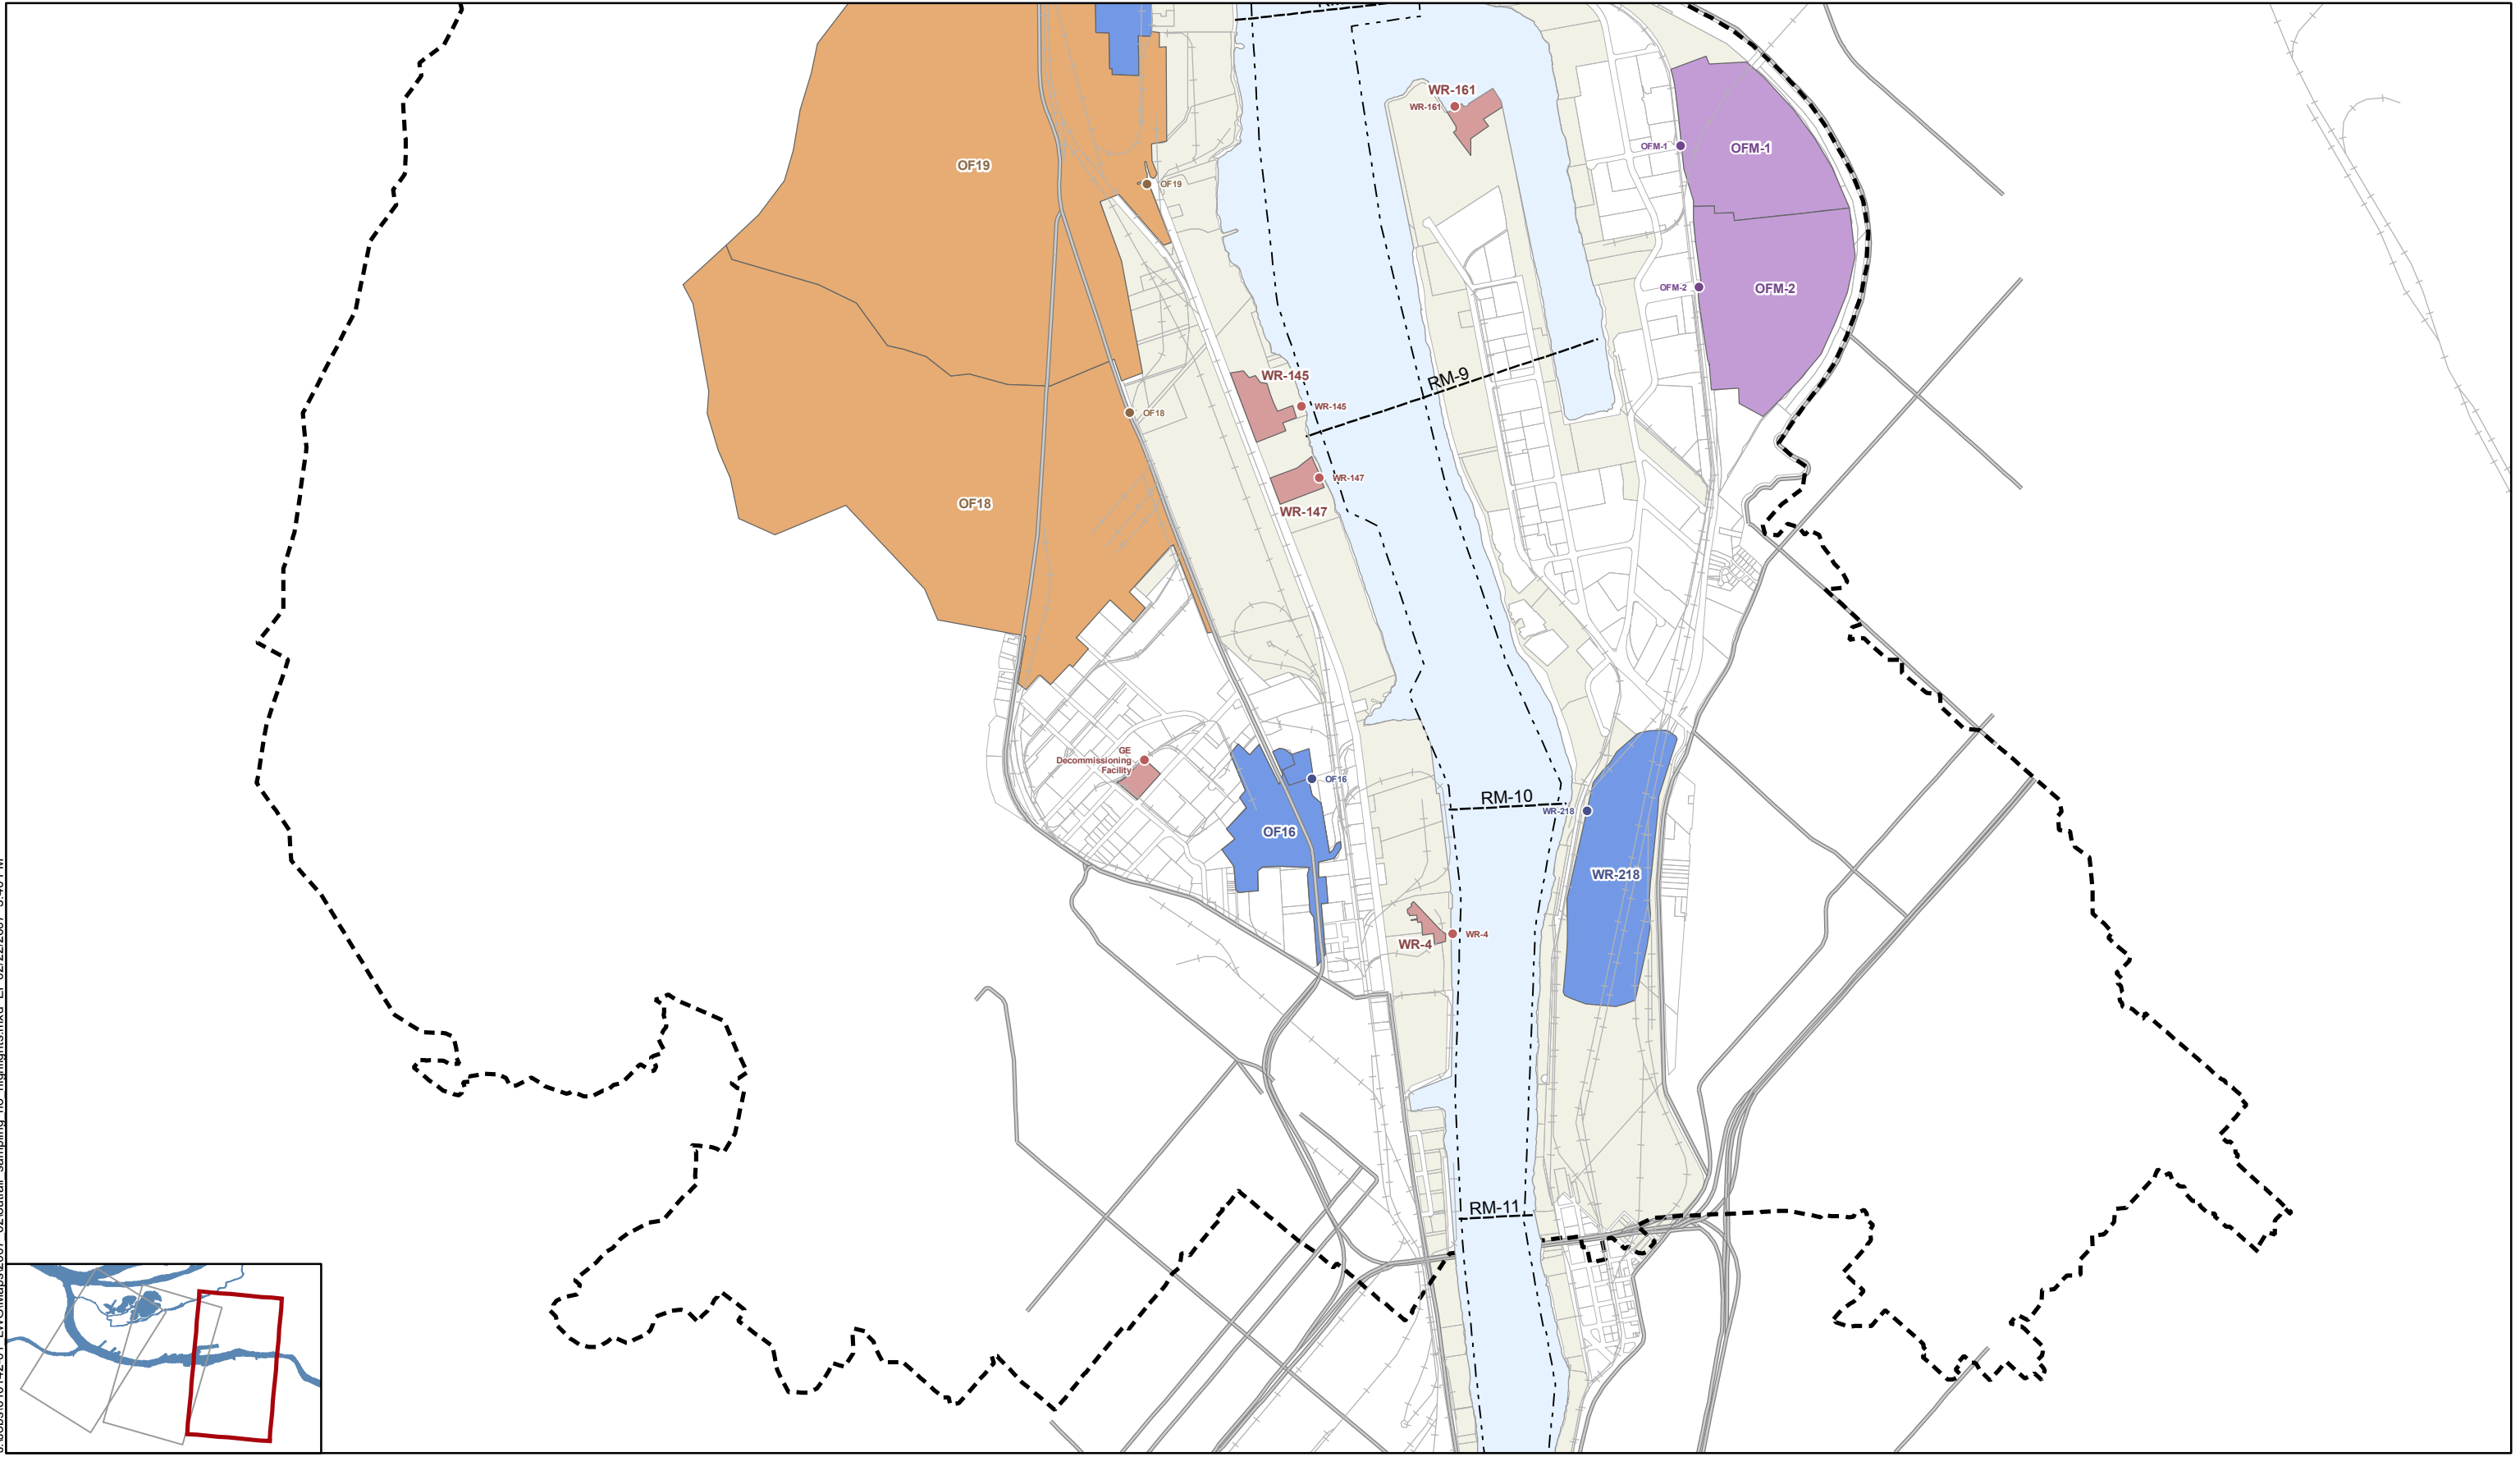 WR-161
WR-161
OFM-1
OFM-1
OF19
OF19
OFM-2
OFM-2
WR-145
WR-145
RM-9
OF18
OF18
WR-147
WR-147
GE
Decommissioning
Facility
OF16
OF16
RM-10
WR-218
WR-218
WR-4
WR-4
RM-11